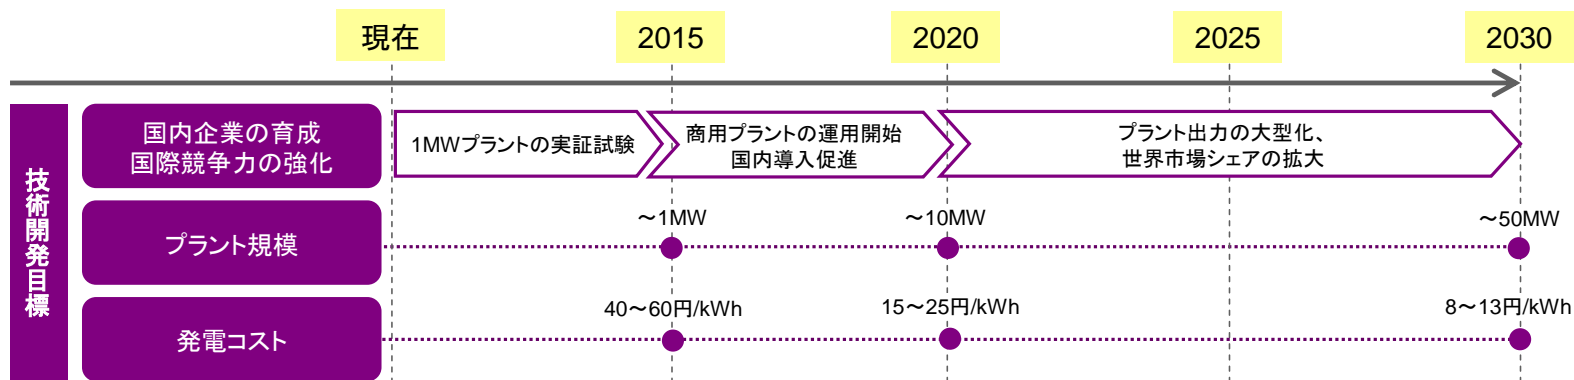 現在
2015
2020
2025
2030
技術開発目標
国内企業の育成
国際競争力の強化
1MWプラントの実証試験
商用プラントの運用開始
国内導入促進
プラント出力の大型化、
世界市場シェアの拡大
プラント規模
～1MW
～10MW
～50MW
発電コスト
40～60円/kWh
15～25円/kWh
8～13円/kWh